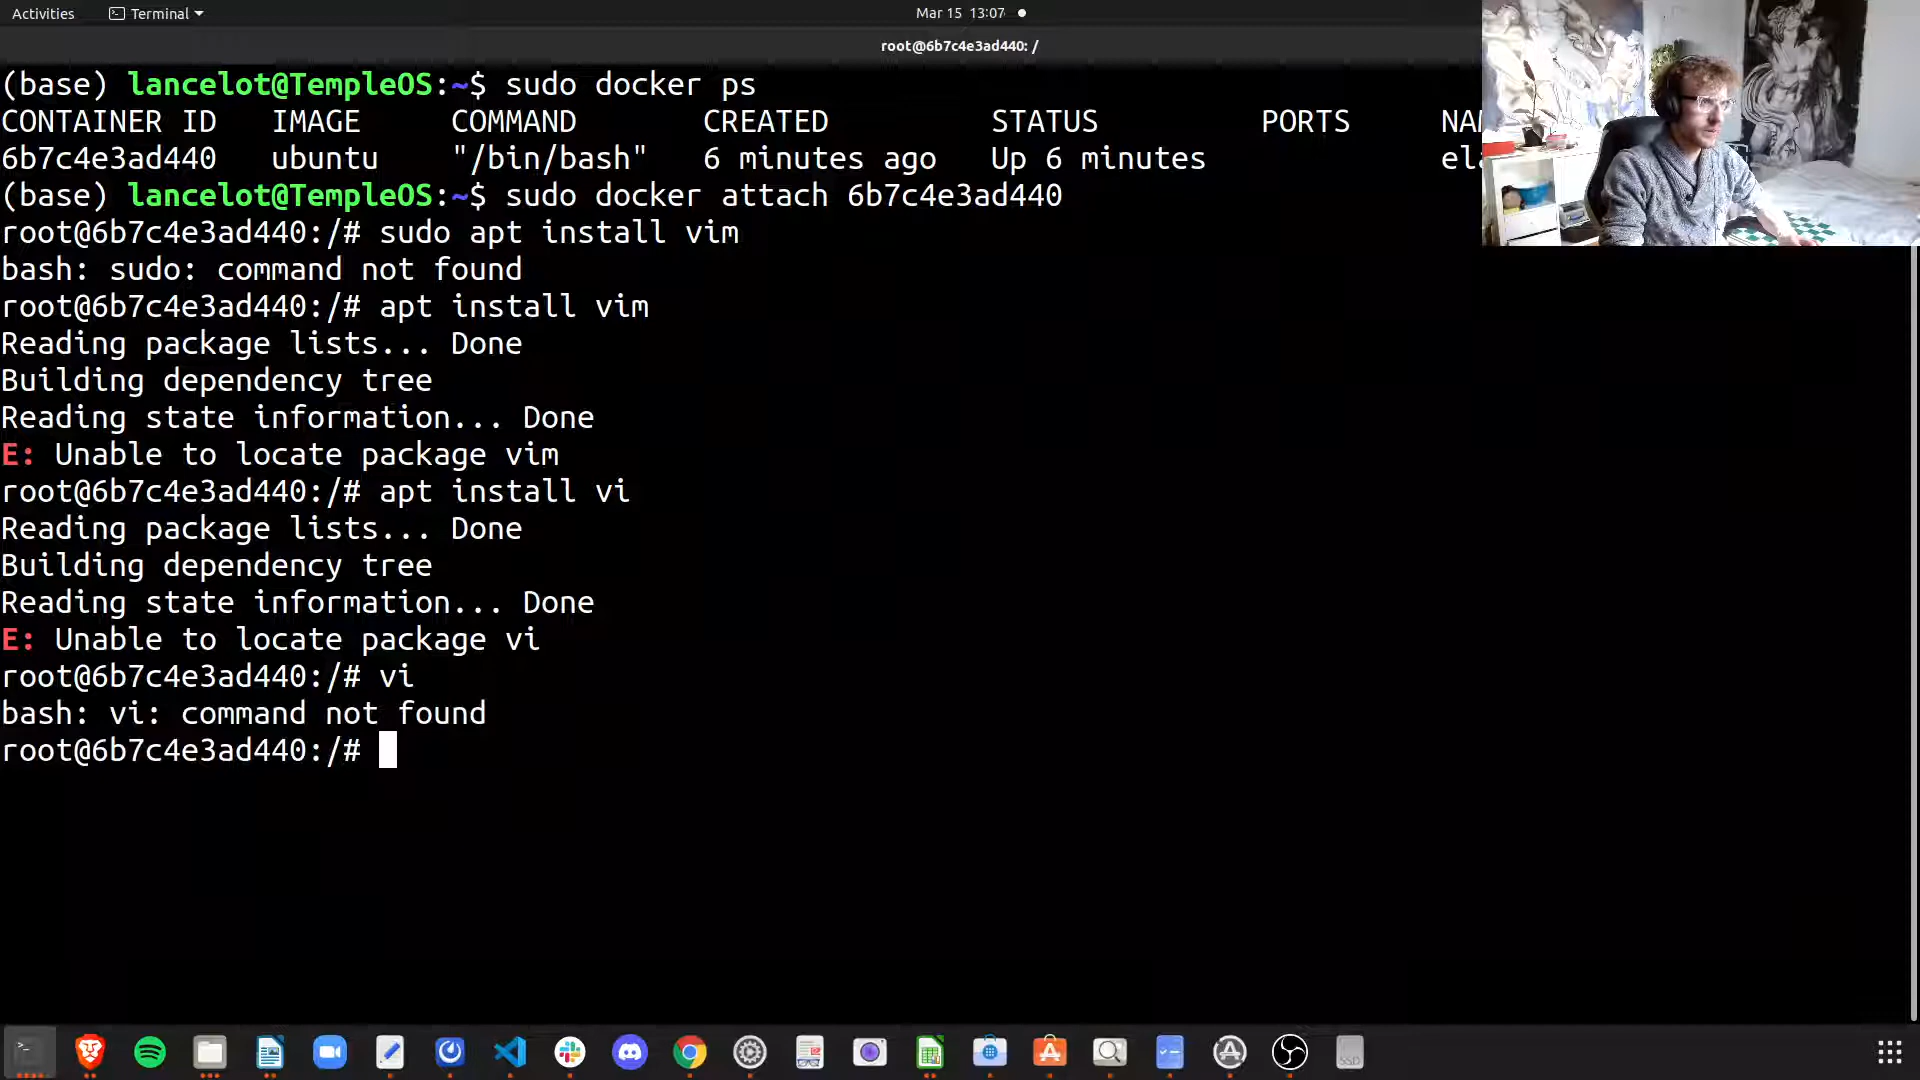 Activities
Terminal
Mar 15 13:07
root@6b7c4e3ad440: /
(base) lancelot@TempleOS:~$ sudo docker ps
CONTAINER ID IMAGE COMMAND CREATED STATUS PORTS NAM
6b7c4e3ad440 ubuntu "/bin/bash" 6 minutes ago Up 6 minutes ela
(base) lancelot@TempleOS:~$ sudo docker attach 6b7c4e3ad440
root@6b7c4e3ad440:/# sudo apt install vim
bash: sudo: command not found
root@6b7c4e3ad440:/# apt install vim
Reading package lists... Done
Building dependency tree
Reading state information... Done
E: Unable to locate package vim
root@6b7c4e3ad440:/# apt install vi
Reading package lists... Done
Building dependency tree
Reading state information... Done
E: Unable to locate package vi
root@6b7c4e3ad440:/# vi
bash: vi: command not found
root@6b7c4e3ad440:/#
SSD